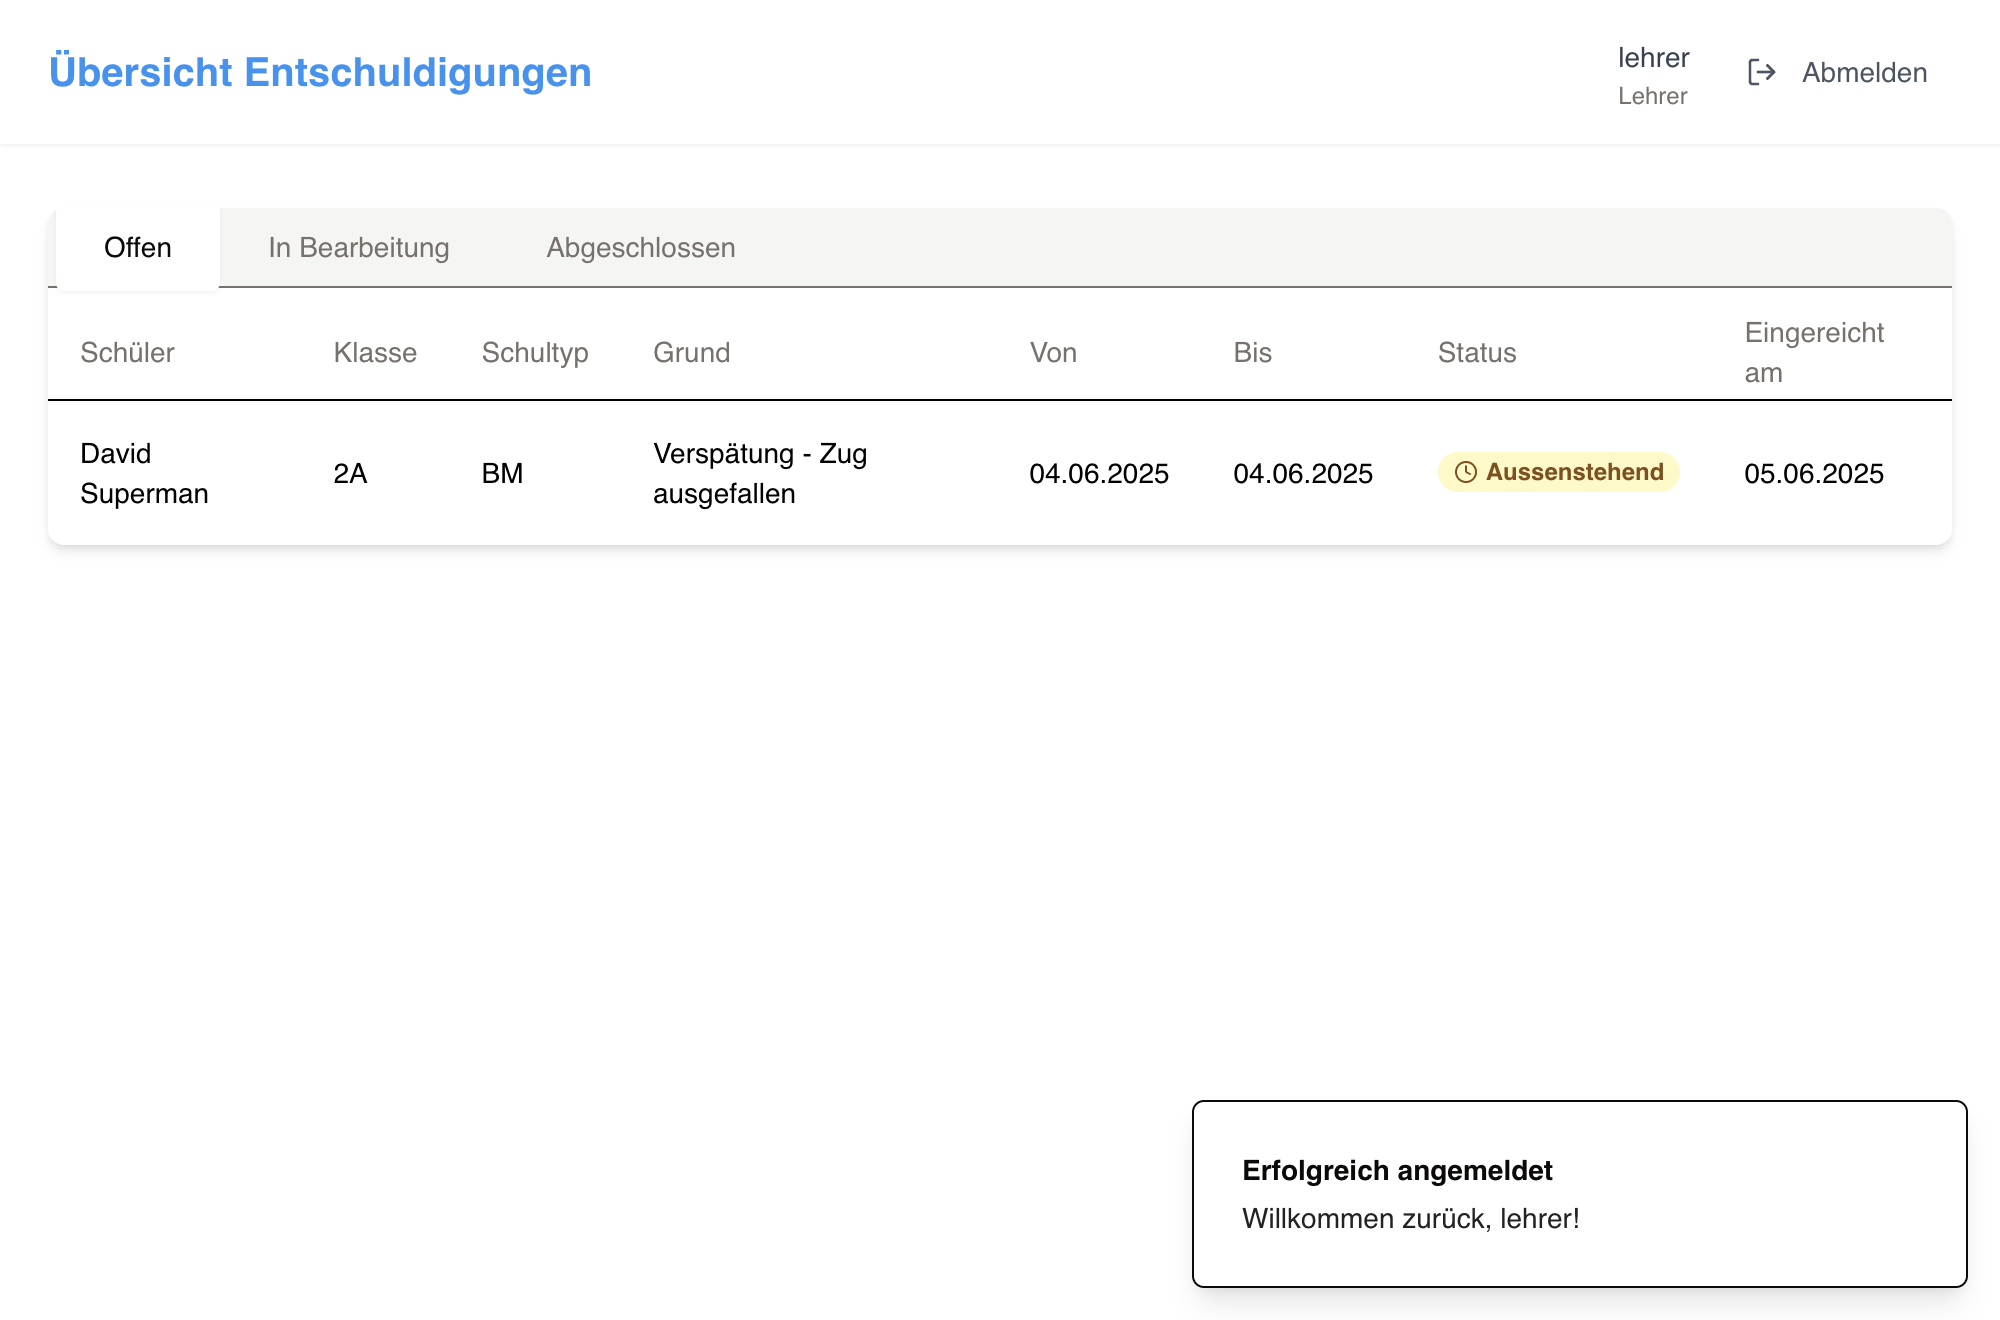 Übersicht Entschuldigungen
lehrer
Lehrer
Abmelden
Offen
In Bearbeitung
Abgeschlossen
Schüler
Klasse
Schultyp
Grund
Von
Bis
Status
Eingereicht
am
David
Superman
2A
BM
Verspätung - Zug
ausgefallen
04.06.2025
04.06.2025
Aussenstehend
05.06.2025
Erfolgreich angemeldet
Willkommen zurück, lehrer!